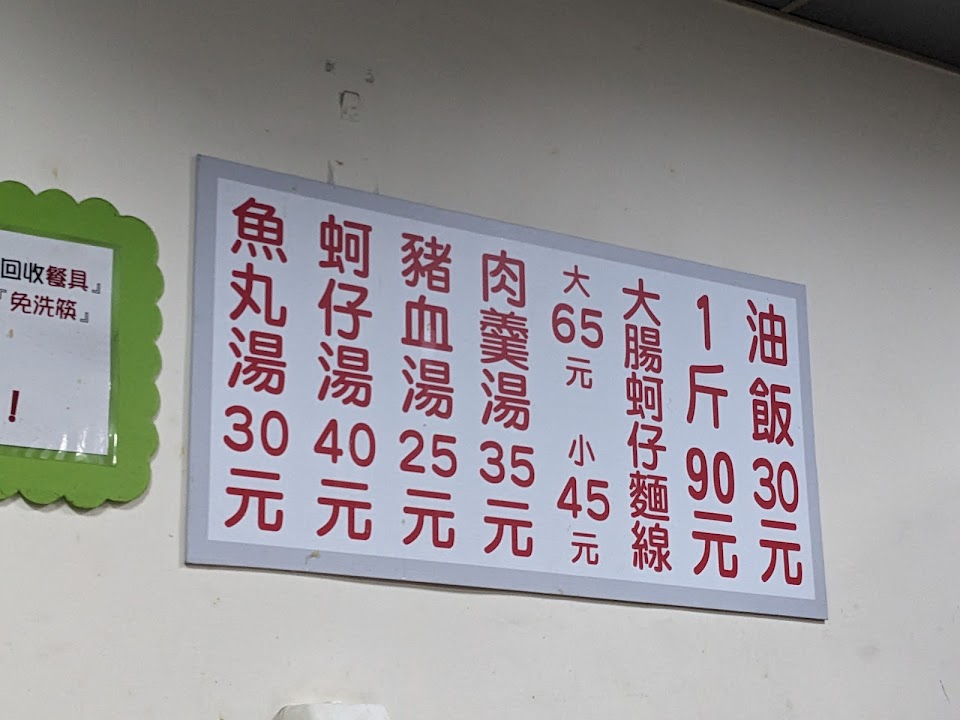 油飯30元
1斤90元
大腸蚵仔麵線
大65元 小45元
肉羹湯35元
豬血湯25元
蚵仔湯40元
魚丸湯30元
回收餐具』
『免洗筷』
!